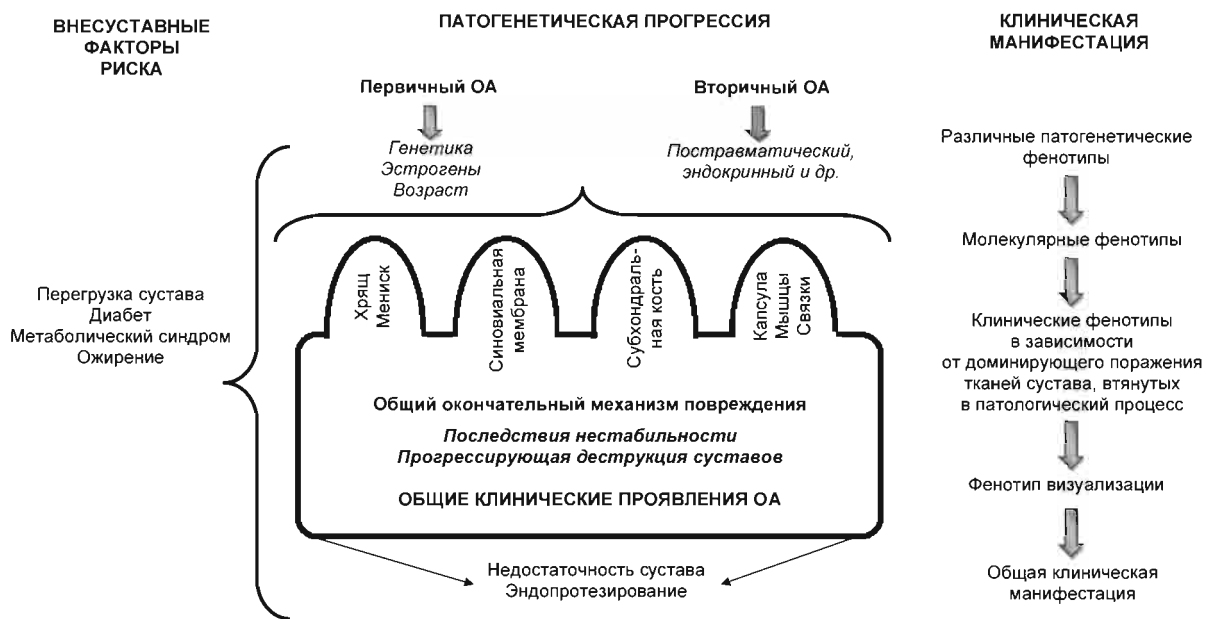 ВНЕСУСТАВНЫЕ
ФАКТОРЫ
РИСКА
Перегрузка сустава
Диабет
Метаболический синдром
Ожирение
ПАТОГЕНЕТИЧЕСКАЯ ПРОГРЕССИЯ
Первичный ОА
Генетика
Эстрогены
Возраст
Вторичный ОА
Постравматический,
эндокринный и др.
Хрящ
Мениск
Синовиальная
мембрана
Субхондраль-
ная кость
Капсула
Мышцы
Связки
Общий окончательный механизм повреждения
Последствия нестабильности
Прогрессирующая деструкция суставов
ОБЩИЕ КЛИНИЧЕСКИЕ ПРОЯВЛЕНИЯ ОА
Недостаточность сустава
Эндопротезирование
КЛИНИЧЕСКАЯ
МАНИФЕСТАЦИЯ
Различные патогенетические
фенотипы
Молекулярные фенотипы
Клинические фенотипы
в зависимости
от доминирующего поражения
тканей сустава, втянутых
в патологический процесс
Фенотип визуализации
Общая клиническая
манифестация